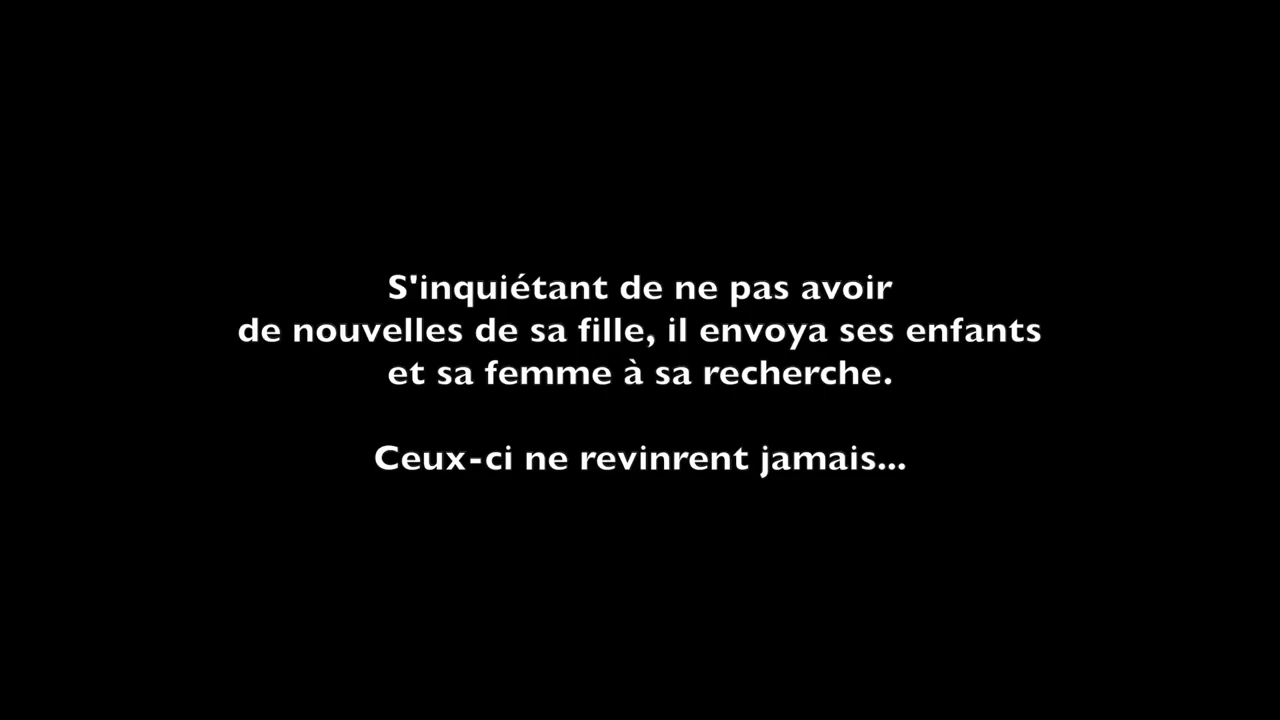 S'inquiétant de ne pas avoir
de nouvelles de sa fille, il envoya ses enfants
et sa femme à sa recherche.
Ceux-ci ne revinrent jamais...